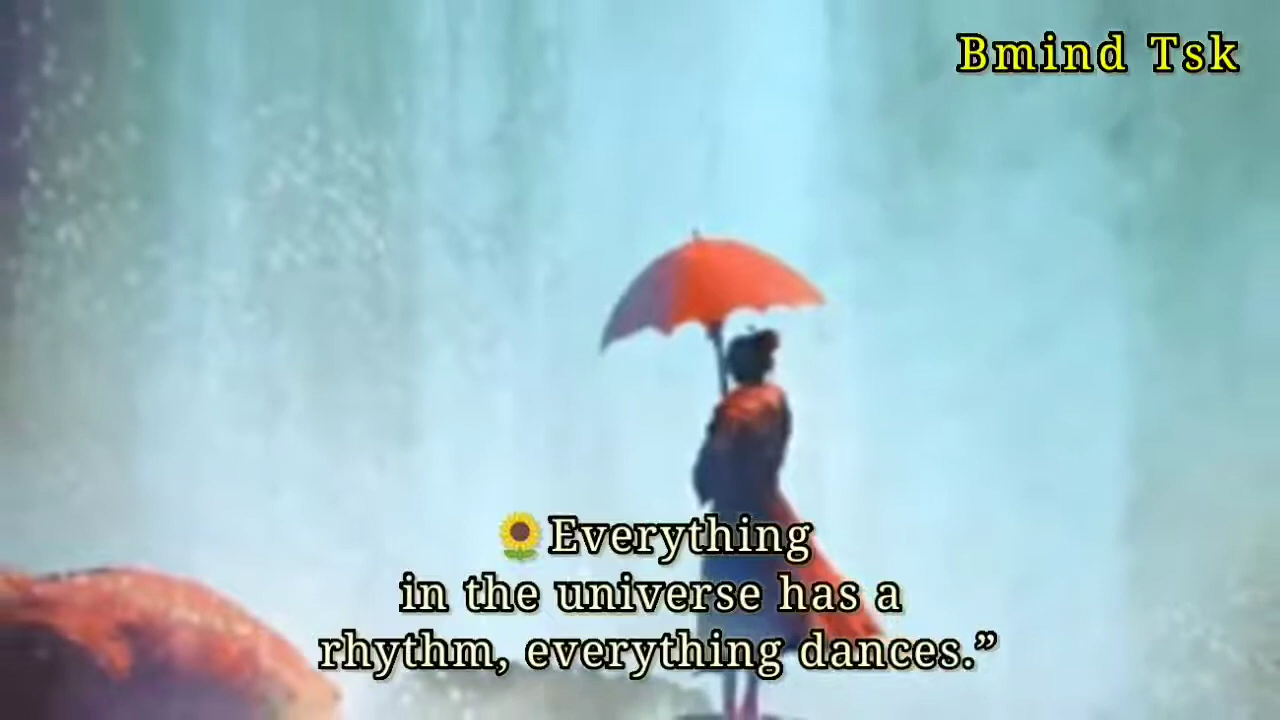 Bmind Tsk
🌻Everything
in the universe has a
rhythm, everything dances.”